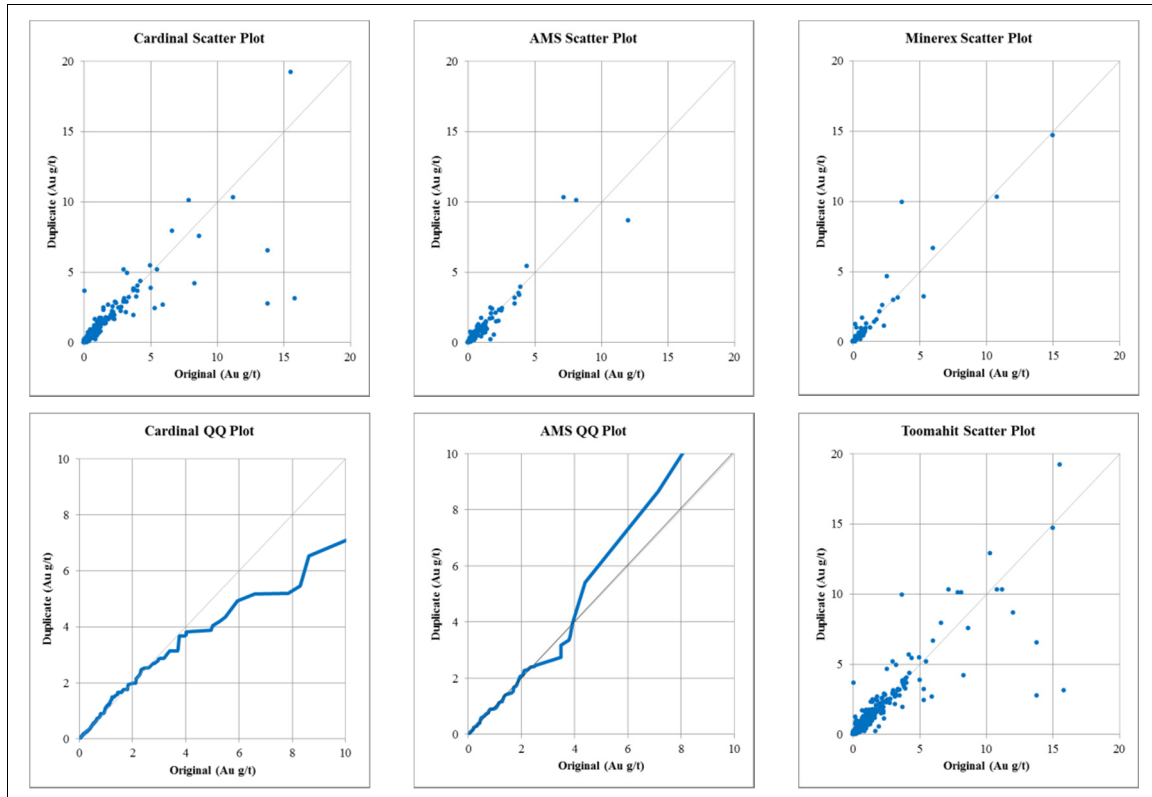 Cardinal Scatter Plot
20
15
10
5
0
0 5 10 15 20
Duplicate (Au g/t)
Original (Au g/t)
AMS Scatter Plot
20
15
10
5
0
0 5 10 15 20
Duplicate (Au g/t)
Original (Au g/t)
Minerex Scatter Plot
20
15
10
5
0
0 5 10 15 20
Duplicate (Au g/t)
Original (Au g/t)
Cardinal QQ Plot
10
8
6
4
2
0
0 2 4 6 8 10
Duplicate (Au g/t)
Original (Au g/t)
AMS QQ Plot
10
8
6
4
2
0
0 2 4 6 8 10
Duplicate (Au g/t)
Original (Au g/t)
Toomahit Scatter Plot
20
15
10
5
0
0 5 10 15 20
Duplicate (Au g/t)
Original (Au g/t)